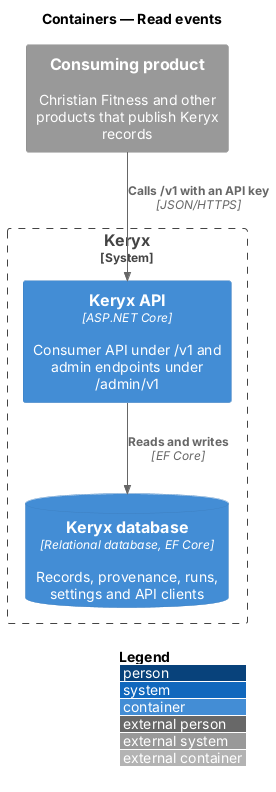 Containers — Read events
Consuming product
Christian Fitness and other
products that publish Keryx
records
Calls /v1 with an API key
[JSON/HTTPS]
Keryx
[System]
Keryx API
[ASP.NET Core]
Consumer API under /v1 and
admin endpoints under
/admin/v1
Reads and writes
[EF Core]
Keryx database
[Relational database, EF Core]
Records, provenance, runs,
settings and API clients
Legend
person
system
container
external person
external system
external container